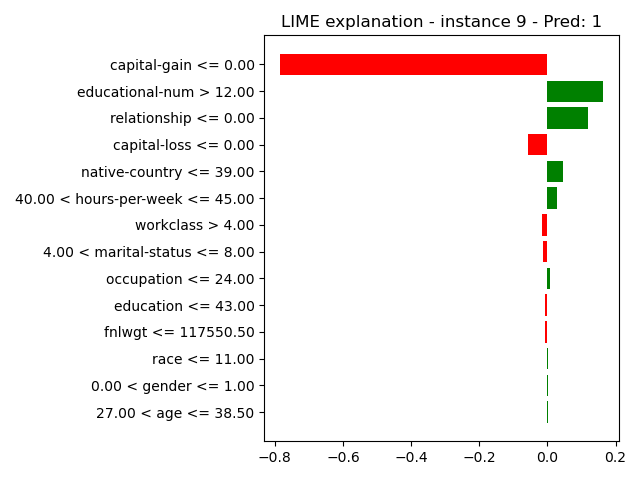 LIME explanation - instance 9 - Pred: 1
capital-gain <= 0.00
educational-num > 12.00
relationship <= 0.00
capital-loss <= 0.00
native-country <= 39.00
40.00 < hours-per-week <= 45.00
workclass > 4.00
4.00 < marital-status <= 8.00
occupation <= 24.00
education <= 43.00
fnlwgt <= 117550.50
race <= 11.00
0.00 < gender <= 1.00
27.00 < age <= 38.50
−0.8 −0.6 −0.4 −0.2 0.0 0.2